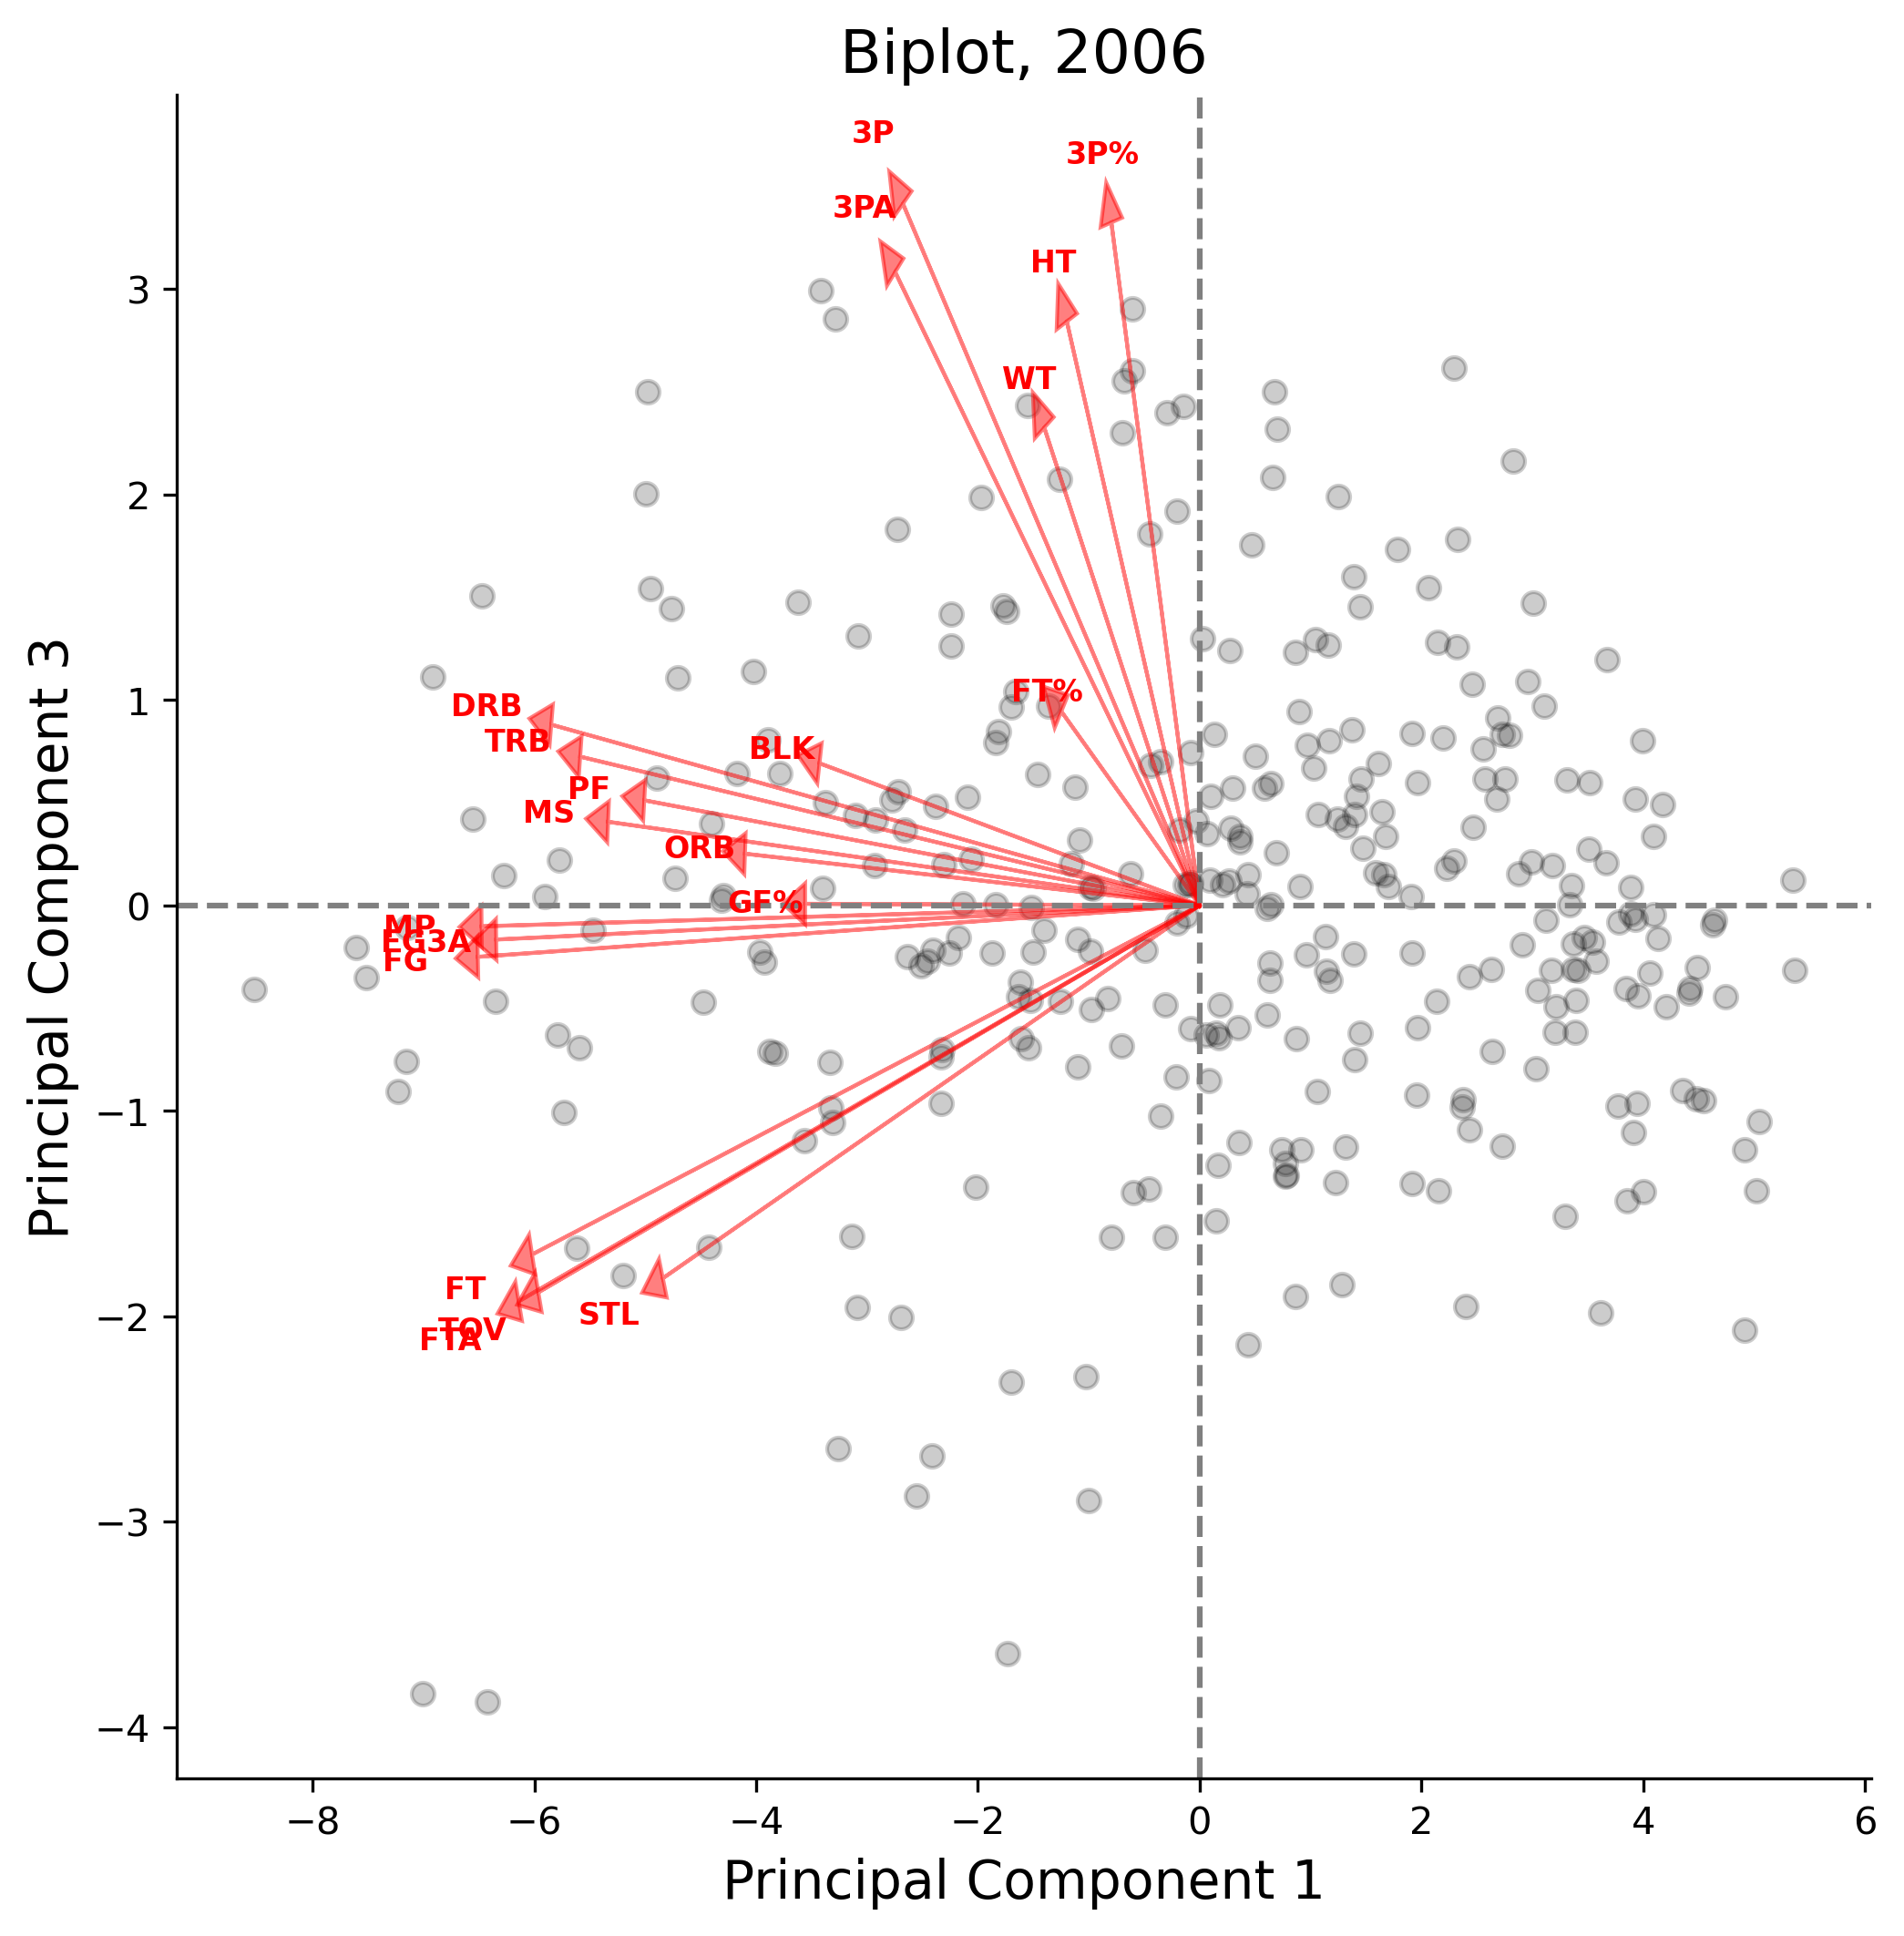 Biplot, 2006
3P
3P%
3PA
HT
WT
FT%
DRB
TRB
BLK
PF
MS
ORB
GF%
MP
FG3A
FG
FT
STL
TOV
FTA
3
2
1
0
−1
−2
−3
−4
Principal Component 3
−8
−6
−4
−2
0
2
4
6
Principal Component 1